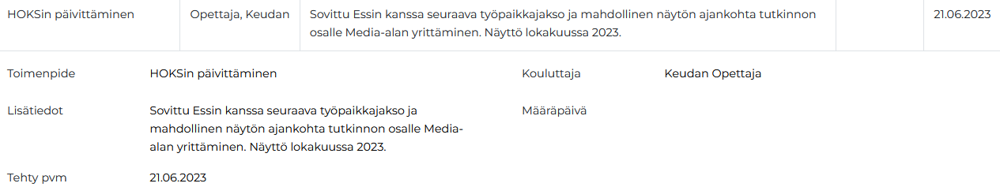 HOKSin päivittäminen Opettaja, Keudan Sovittu Essin kanssa seuraava työpaikkajakso ja mahdollinen näytön ajankohta tutkinnon 21.06.2023
osalle Media-alan yrittäminen. Näyttö lokakuussa 2023.
Toimenpide HOKSin päivittäminen Kouluttaja Keudan Opettaja
Lisätiedot Sovittu Essin kanssa seuraava työpaikkajakso ja Määräpäivä
mahdollinen näytön ajankohta tutkinnon osalle Media-
alan yrittäminen. Näyttö lokakuussa 2023.
Tehty pvm 21.06.2023